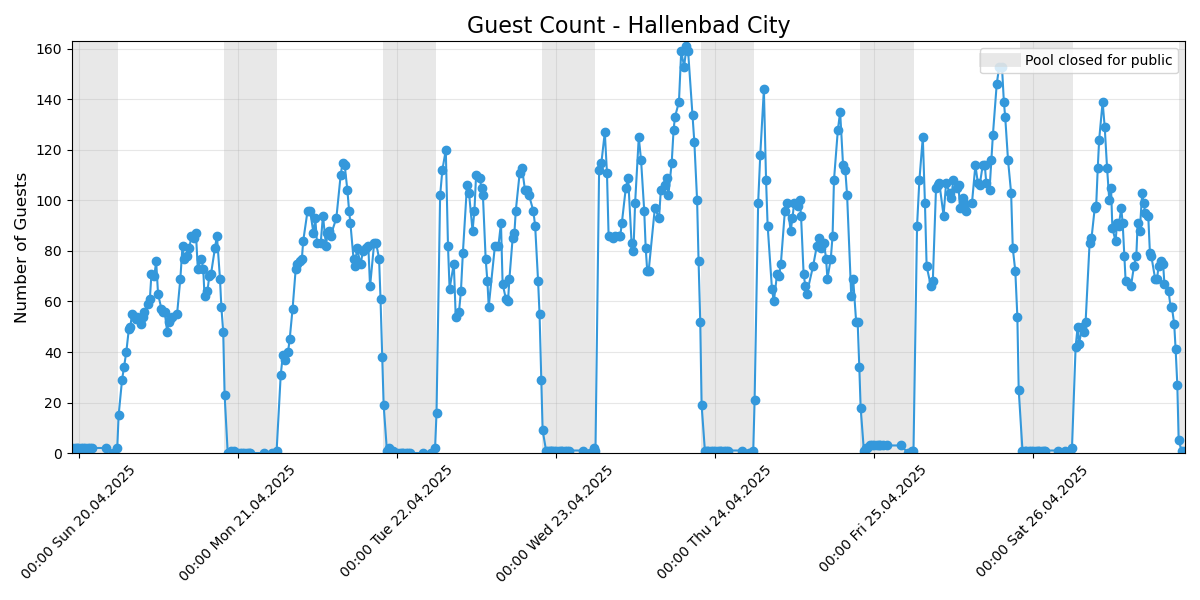 Guest Count - Hallenbad City
Pool closed for public
Number of Guests
160
140
120
100
80
60
40
20
0
00:00 Sun 20.04.2025
00:00 Mon 21.04.2025
00:00 Tue 22.04.2025
00:00 Wed 23.04.2025
00:00 Thu 24.04.2025
00:00 Fri 25.04.2025
00:00 Sat 26.04.2025